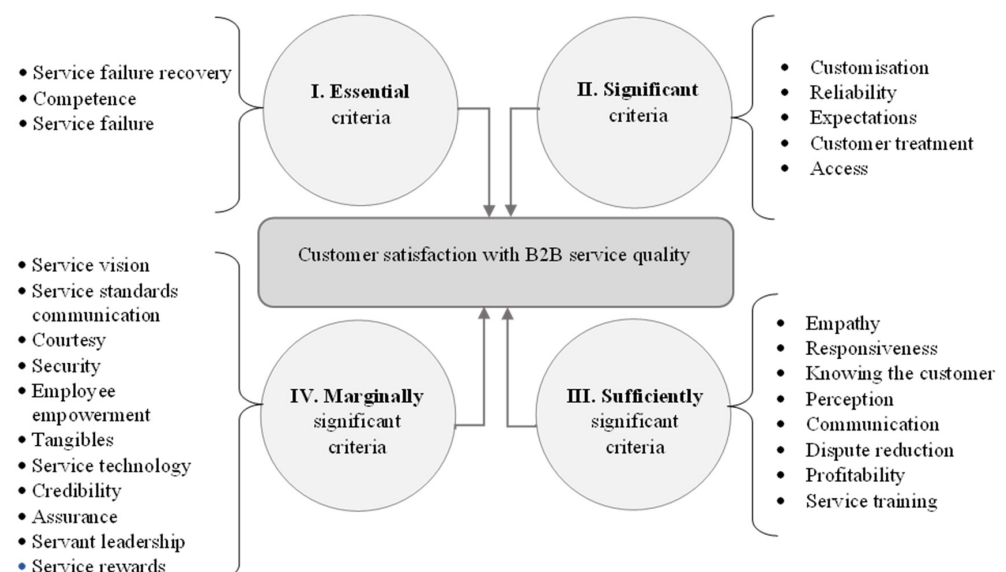 • Service failure recovery
• Competence
• Service failure
I. Essential
criteria
II. Significant
criteria
• Customisation
• Reliability
• Expectations
• Customer treatment
• Access
Customer satisfaction with B2B service quality
• Service vision
• Service standards
communication
• Courtesy
• Security
• Employee
empowerment
• Tangibles
• Service technology
• Credibility
• Assurance
• Servant leadership
• Service rewards
IV. Marginally
significant
criteria
III. Sufficiently
significant
criteria
• Empathy
• Responsiveness
• Knowing the customer
• Perception
• Communication
• Dispute reduction
• Profitability
• Service training